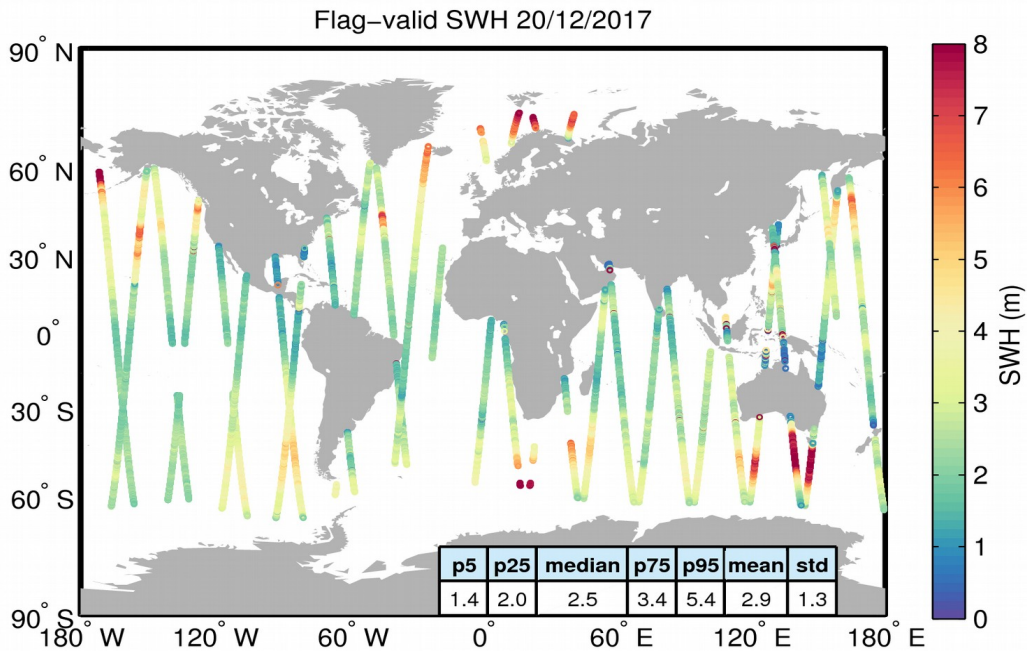 Flag−valid SWH 20/12/2017
90° N
60° N
30° N
0°
30° S
60° S
90° S
180° W
120° W
60° W
0°
60° E
120° E
180° E
p5 p25 median p75 p95 mean std
1.4 2.0 2.5 3.4 5.4 2.9 1.3
8
7
6
5
4
3
2
1
0
SWH (m)